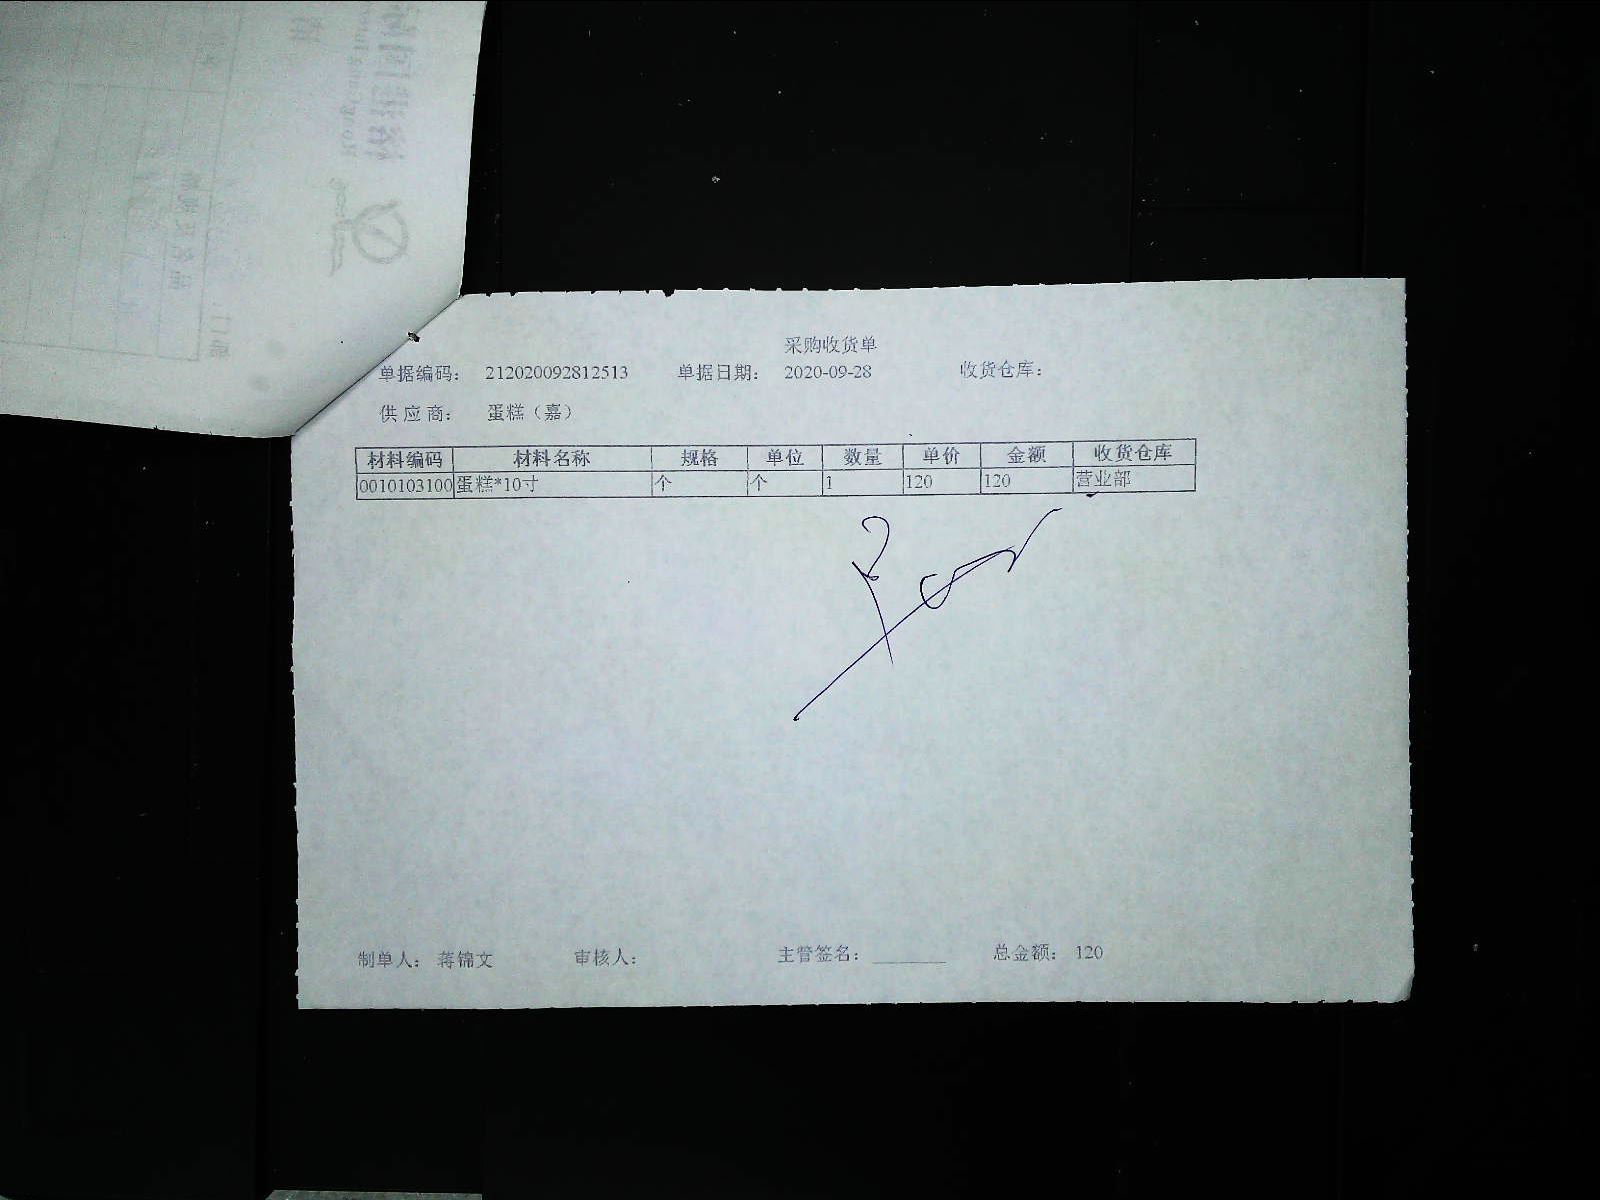 采购收货单
单据编码： 212020092812513 单据日期： 2020-09-28 收货仓库：
供应商： 蛋糕（嘉）
材料编码 材料名称 规格 单位 数量 单价 金额 收货仓库
0010103100 蛋糕*10寸 个 个 1 120 120 营业部
制单人： 蒋锦文 审核人： 主管签名： ________ 总金额： 120